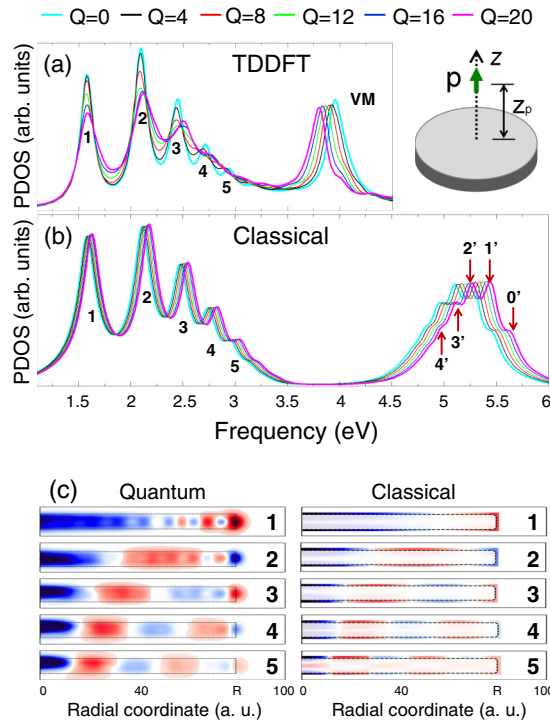 Q=0 Q=4 Q=8 Q=12 Q=16 Q=20
(a) TDDFT
PDOS (arb. units)
1 2 3 4 5 VM
p z
z_p
(b) Classical
PDOS (arb. units)
1 2 3 4 5
4' 3' 2' 1' 0'
1.5 2 2.5 3 3.5 4 4.5 5 5.5 6
Frequency (eV)
(c) Quantum Classical
1 1
2 2
3 3
4 4
5 5
0 40 R 100 0 40 R 100
Radial coordinate (a. u.) Radial coordinate (a. u.)